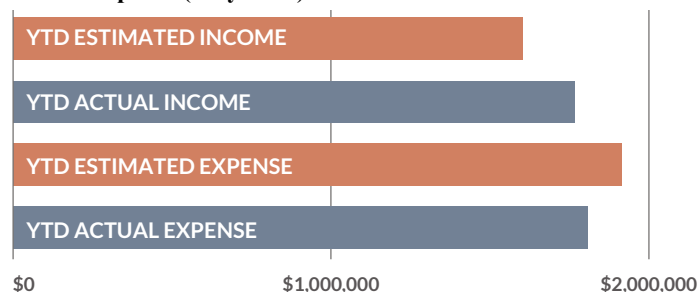 YTD ESTIMATED INCOME
YTD ACTUAL INCOME
YTD ESTIMATED EXPENSE
YTD ACTUAL EXPENSE
$0 $1,000,000 $2,000,000